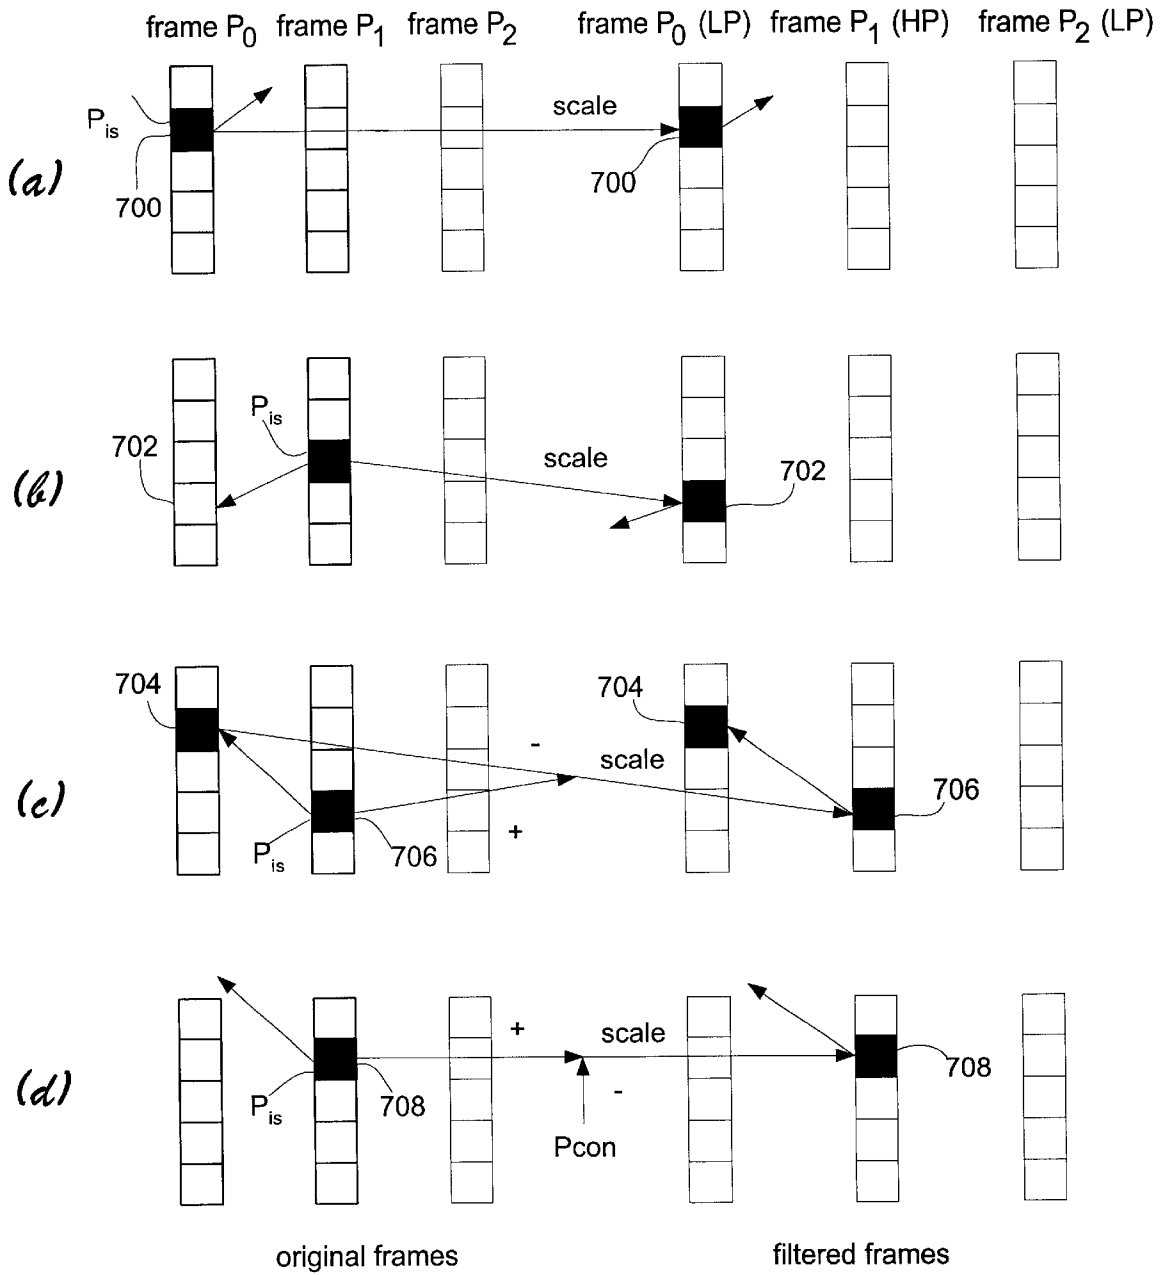 frame P0 frame P1 frame P2 frame P0 (LP) frame P1 (HP) frame P2 (LP)
(a)
Pis
700
scale
700
(b)
Pis
702
scale
702
(c)
704
-
scale
704
706
+
Pis
706
(d)
+
scale
708
Pis
708
-
Pcon
original frames filtered frames